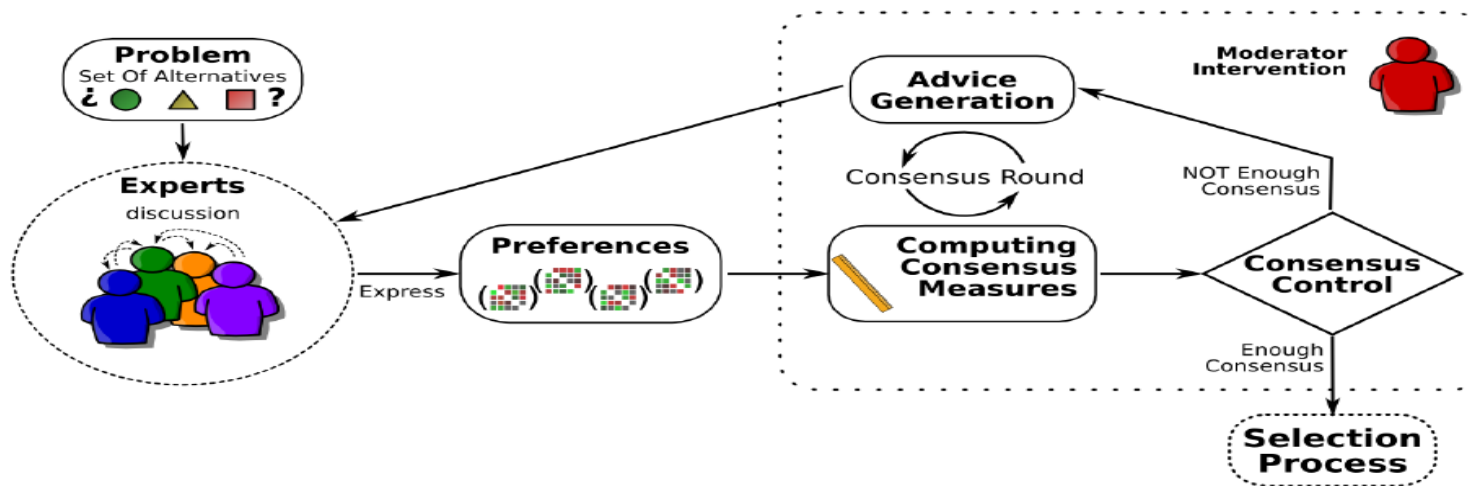 Problem
Set Of Alternatives
¿ ?
Experts
discussion
Express
Preferences
( ) ( ) ( ) ( )
Moderator
Intervention
Advice
Generation
Consensus Round
Computing
Consensus
Measures
NOT Enough
Consensus
Consensus
Control
Enough
Consensus
Selection
Process